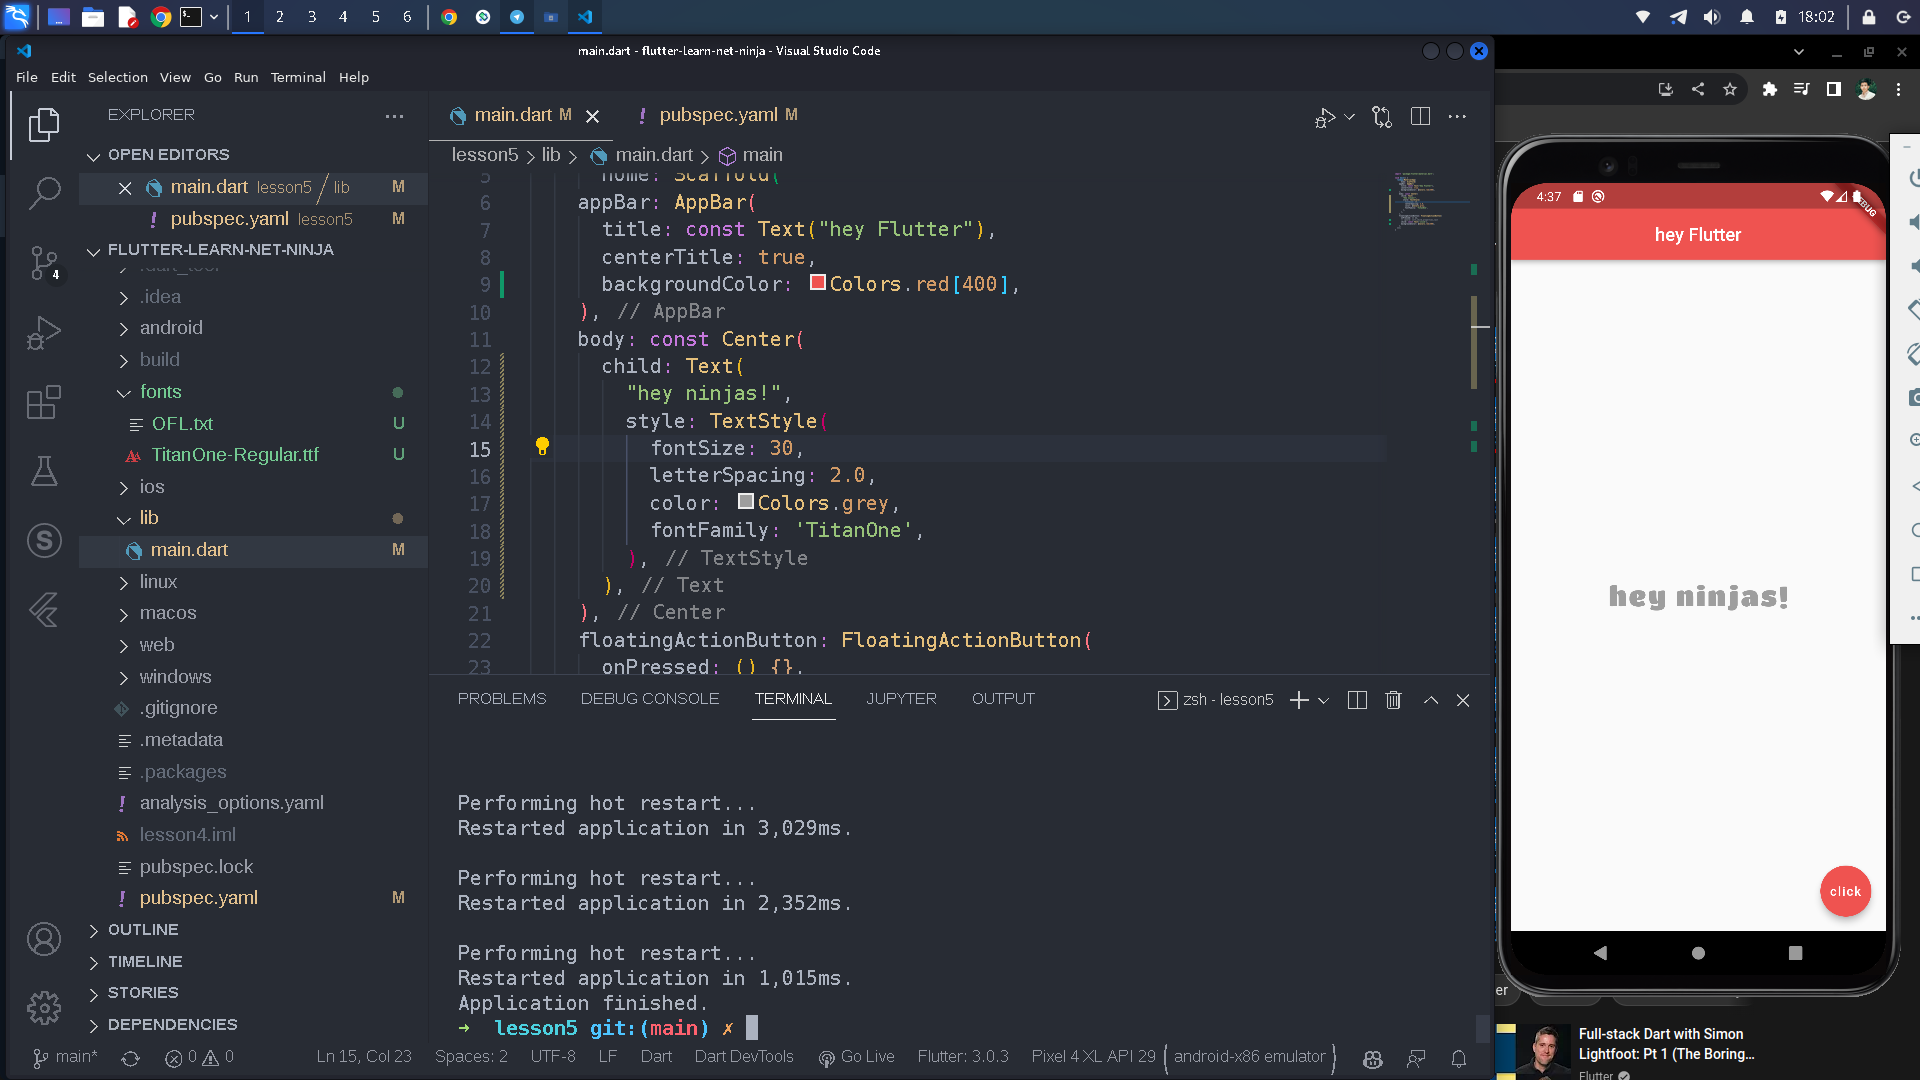 1 2 3 4 5 6
18:02
main.dart - flutter-learn-net-ninja - Visual Studio Code
File Edit Selection View Go Run Terminal Help
EXPLORER
OPEN EDITORS
main.dart lesson5 / lib M
pubspec.yaml lesson5 M
FLUTTER-LEARN-NET-NINJA
.dart_tool
.idea
android
build
fonts
OFL.txt U
TitanOne-Regular.ttf U
ios
lib
main.dart M
linux
macos
web
windows
.gitignore
.metadata
.packages
analysis_options.yaml
lesson4.iml
pubspec.lock
pubspec.yaml M
OUTLINE
TIMELINE
STORIES
DEPENDENCIES
4
main.dart M
pubspec.yaml M
lesson5 > lib > main.dart > main
5 home: Scaffold(
6 appBar: AppBar(
7 title: const Text("hey Flutter"),
8 centerTitle: true,
9 backgroundColor: Colors.red[400],
10 ), // AppBar
11 body: const Center(
12 child: Text(
13 "hey ninjas!",
14 style: TextStyle(
15 fontSize: 30,
16 letterSpacing: 2.0,
17 color: Colors.grey,
18 fontFamily: 'TitanOne',
19 ), // TextStyle
20 ), // Text
21 ), // Center
22 floatingActionButton: FloatingActionButton(
23 onPressed: () {},
PROBLEMS DEBUG CONSOLE TERMINAL JUPYTER OUTPUT
zsh - lesson5
Performing hot restart...
Restarted application in 3,029ms.
Performing hot restart...
Restarted application in 2,352ms.
Performing hot restart...
Restarted application in 1,015ms.
Application finished.
→ lesson5 git:(main) ✗
main* 0 0 Ln 15, Col 23 Spaces: 2 UTF-8 LF Dart Dart DevTools Go Live Flutter: 3.0.3 Pixel 4 XL API 29 (android-x86 emulator)
4:37
DEBUG
hey Flutter
hey ninjas!
click
er
Full-stack Dart with Simon
Lightfoot: Pt 1 (The Boring...
Flutter